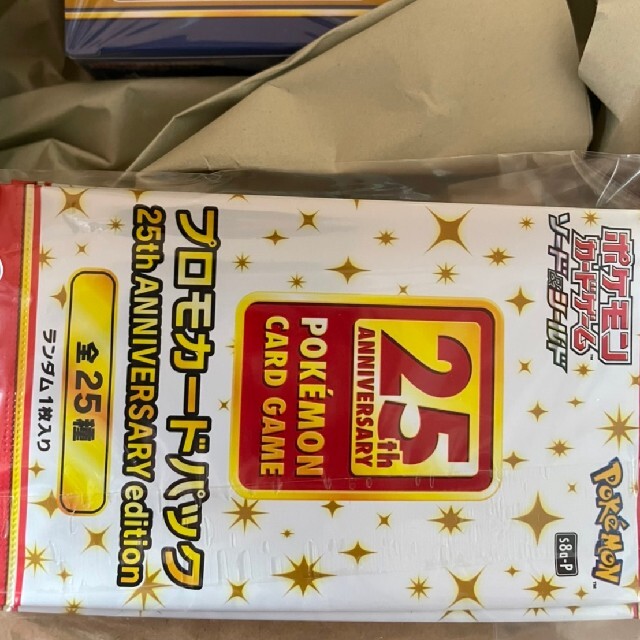 ポケモン
カードゲーム
ソード&シールド
POKÉMON
™
s8a-P
25th
ANNIVERSARY
POKÉMON
CARD GAME
プロモカードパック
25th ANNIVERSARY edition
全25種
ランダム1枚入り